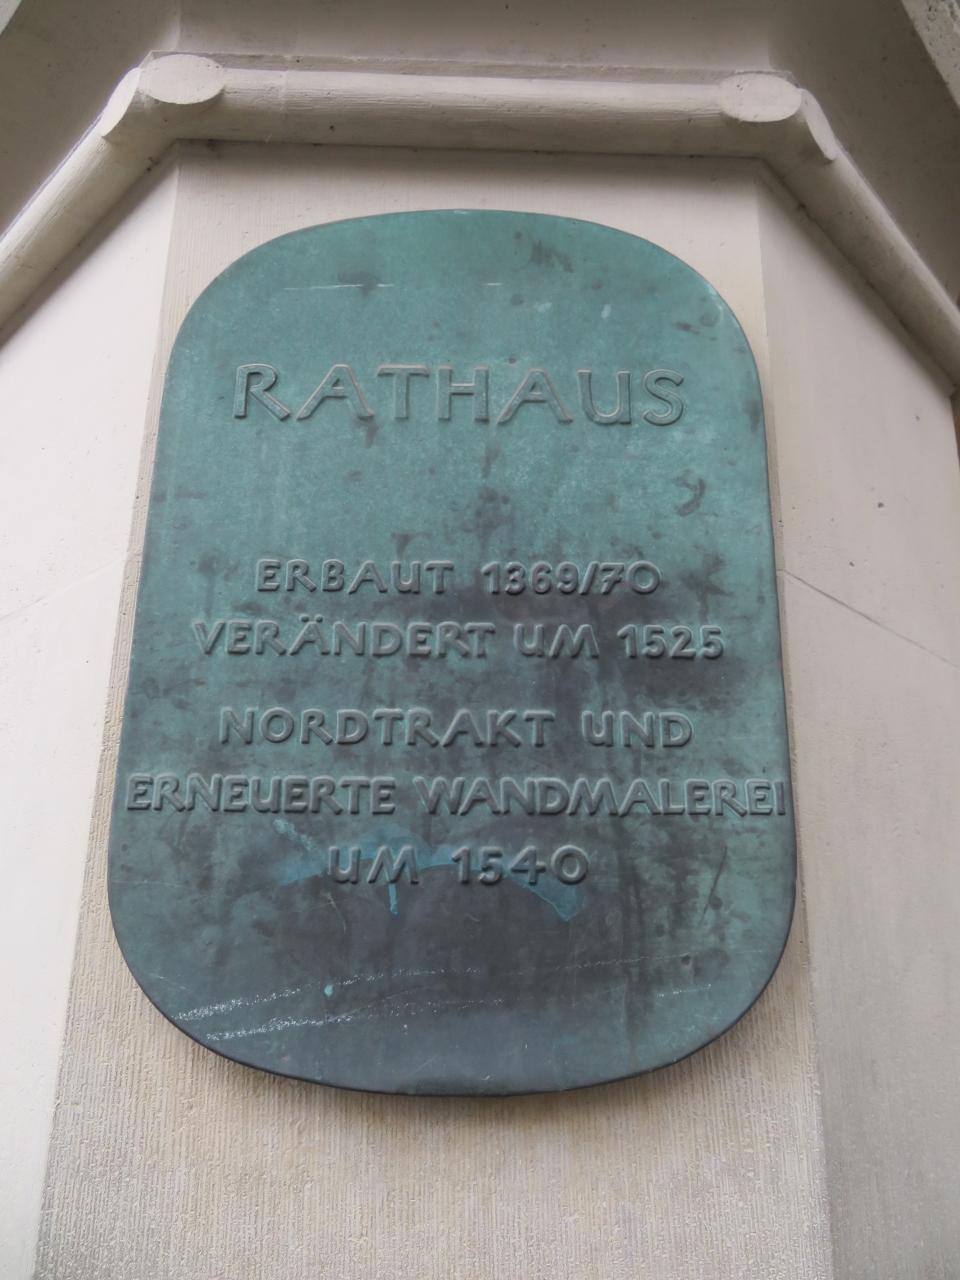 RATHAUS
ERBAUT 1369/70
VERÄNDERT UM 1525
NORDTRAKT UND
ERNEUERTE WANDMALEREI
UM 1540